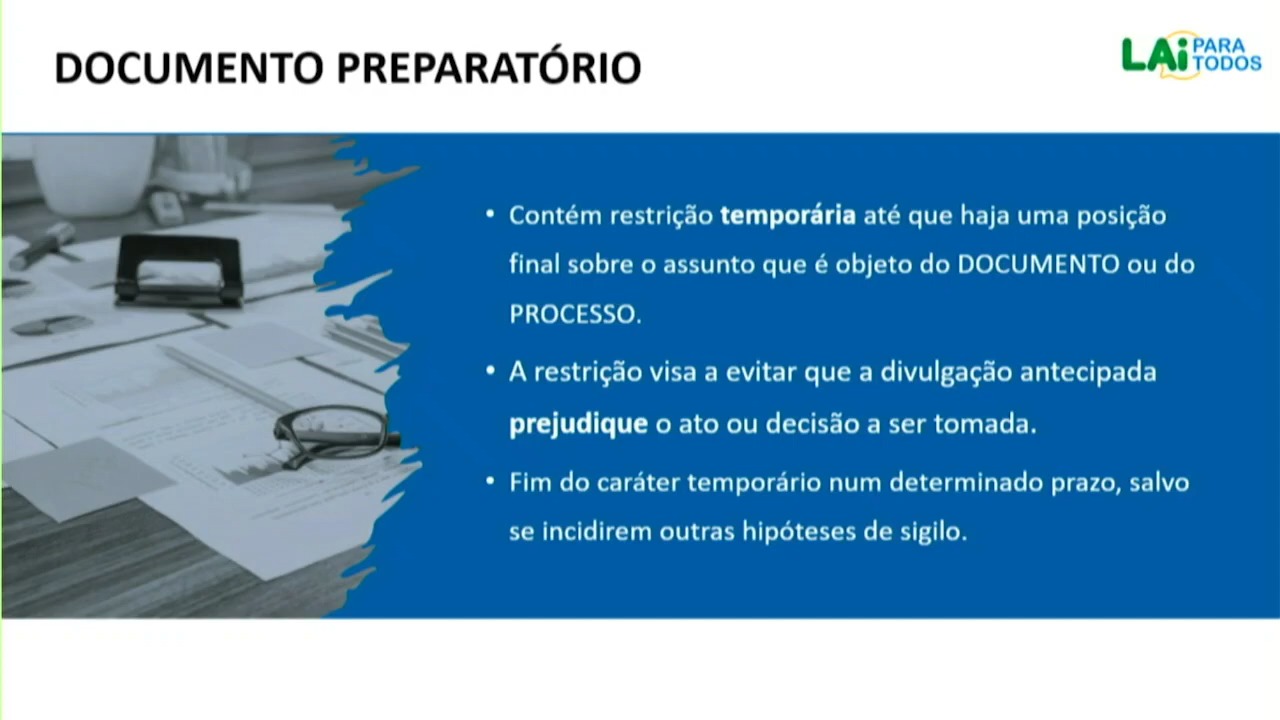 DOCUMENTO PREPARATÓRIO
LAi PARA
TODOS
• Contém restrição temporária até que haja uma posição
final sobre o assunto que é objeto do DOCUMENTO ou do
PROCESSO.
• A restrição visa a evitar que a divulgação antecipada
prejudique o ato ou decisão a ser tomada.
• Fim do caráter temporário num determinado prazo, salvo
se incidirem outras hipóteses de sigilo.